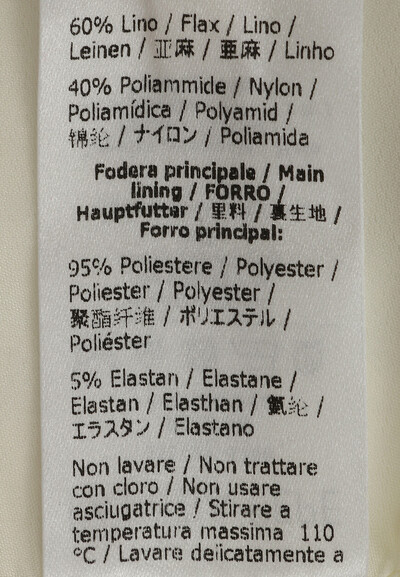 60% Lino / Flax / Lino /
Leinen / 亚麻 / 亜麻 / Linho
40% Poliammide / Nylon /
Poliamídica / Polyamid /
锦纶 / ナイロン / Poliamida
Fodera principale / Main
lining / FORRO /
Hauptfutter / 里料 / 裏生地 /
Forro principal:
95% Poliestere / Polyester /
Poliester / Polyester /
聚酯纤维 / ポリエステル /
Poliéster
5% Elastan / Elastane /
Elastan / Elasthan / 氨纶 /
エラスタン / Elastano
Non lavare / Non trattare
con cloro / Non usare
asciugatrice / Stirare a
temperatura massima 110
°C / Lavare delicatamente a